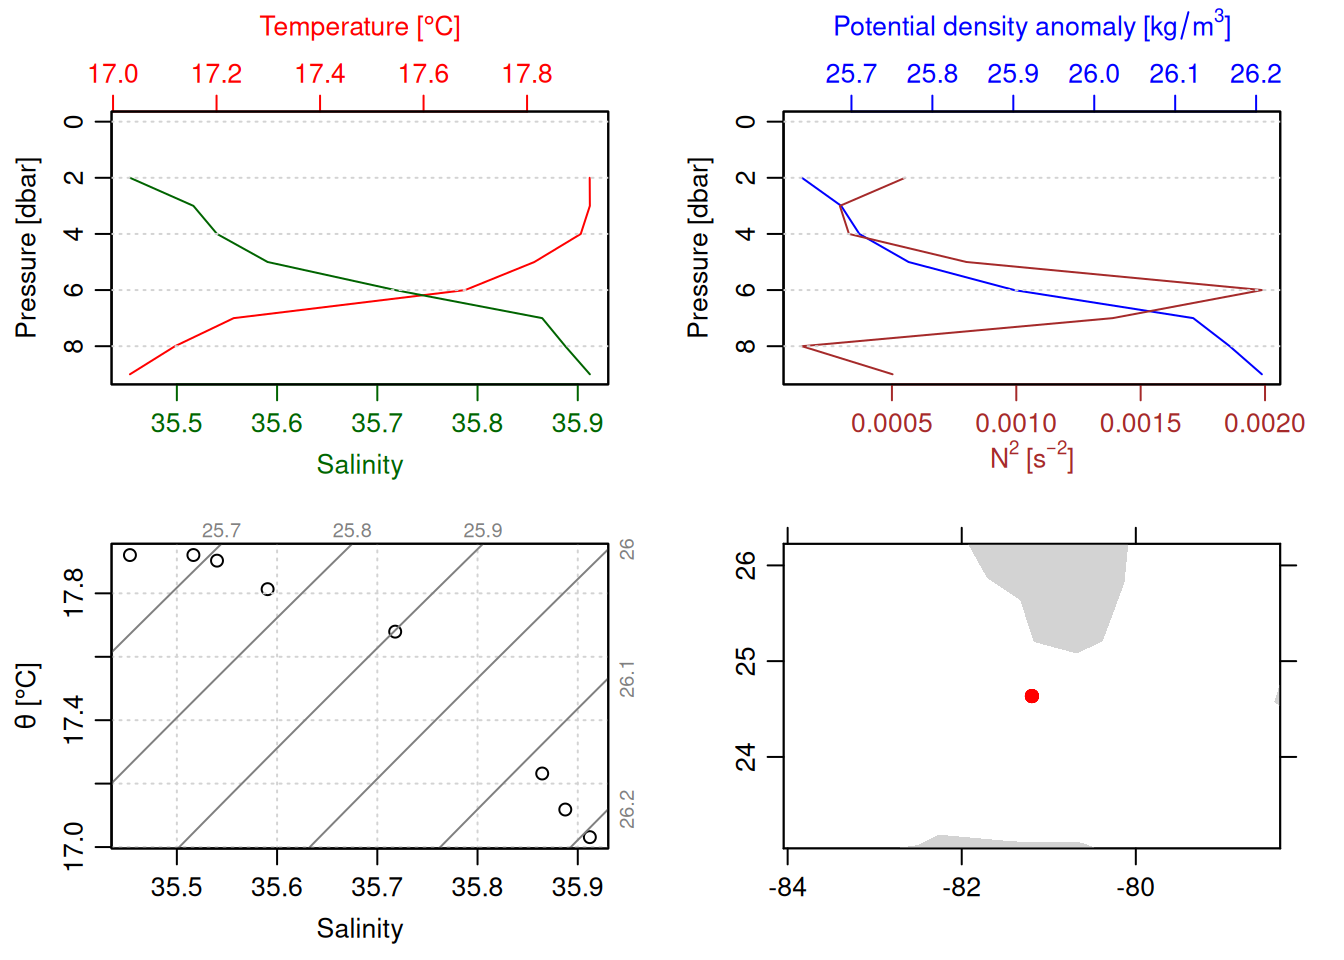 Temperature [°C]
17.0 17.2 17.4 17.6 17.8
0
2
4
6
8
Pressure [dbar]
35.5 35.6 35.7 35.8 35.9
Salinity
Potential density anomaly [kg/m³]
25.7 25.8 25.9 26.0 26.1 26.2
0
2
4
6
8
Pressure [dbar]
0.0005 0.0010 0.0015 0.0020
N² [s⁻²]
25.7 25.8 25.9
26
26.1
26.2
17.8
17.4
17.0
θ [°C]
35.5 35.6 35.7 35.8 35.9
Salinity
26
25
24
-84 -82 -80